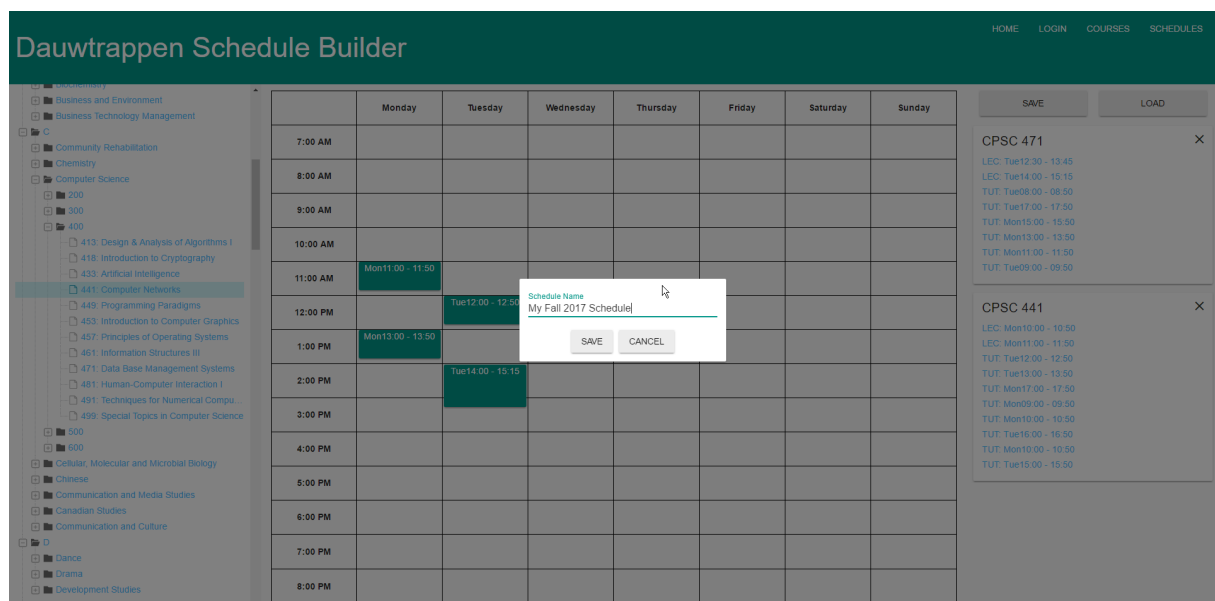 Dauwtrappen Schedule Builder
HOME LOGIN COURSES SCHEDULES
Biochemistry
Business and Environment
Business Technology Management
C
Community Rehabilitation
Chemistry
Computer Science
200
300
400
413: Design & Analysis of Algorithms I
418: Introduction to Cryptography
433: Artificial Intelligence
441: Computer Networks
449: Programming Paradigms
453: Introduction to Computer Graphics
457: Principles of Operating Systems
461: Information Structures III
471: Data Base Management Systems
481: Human-Computer Interaction I
491: Techniques for Numerical Compu...
499: Special Topics in Computer Science
500
600
Cellular, Molecular and Microbial Biology
Chinese
Communication and Media Studies
Canadian Studies
Communication and Culture
D
Dance
Drama
Development Studies
Monday Tuesday Wednesday Thursday Friday Saturday Sunday
7:00 AM
8:00 AM
9:00 AM
10:00 AM
11:00 AM Mon11:00 - 11:50
12:00 PM Tue12:00 - 12:50
1:00 PM Mon13:00 - 13:50
2:00 PM Tue14:00 - 15:15
3:00 PM
4:00 PM
5:00 PM
6:00 PM
7:00 PM
8:00 PM
Schedule Name
My Fall 2017 Schedule
SAVE CANCEL
SAVE LOAD
CPSC 471
LEC: Tue12:30 - 13:45
LEC: Tue14:00 - 15:15
TUT: Tue08:00 - 08:50
TUT: Tue17:00 - 17:50
TUT: Mon15:00 - 15:50
TUT: Mon13:00 - 13:50
TUT: Mon11:00 - 11:50
TUT: Tue09:00 - 09:50
CPSC 441
LEC: Mon10:00 - 10:50
LEC: Mon11:00 - 11:50
TUT: Tue12:00 - 12:50
TUT: Tue13:00 - 13:50
TUT: Mon17:00 - 17:50
TUT: Mon09:00 - 09:50
TUT: Mon10:00 - 10:50
TUT: Tue16:00 - 16:50
TUT: Mon10:00 - 10:50
TUT: Tue15:00 - 15:50